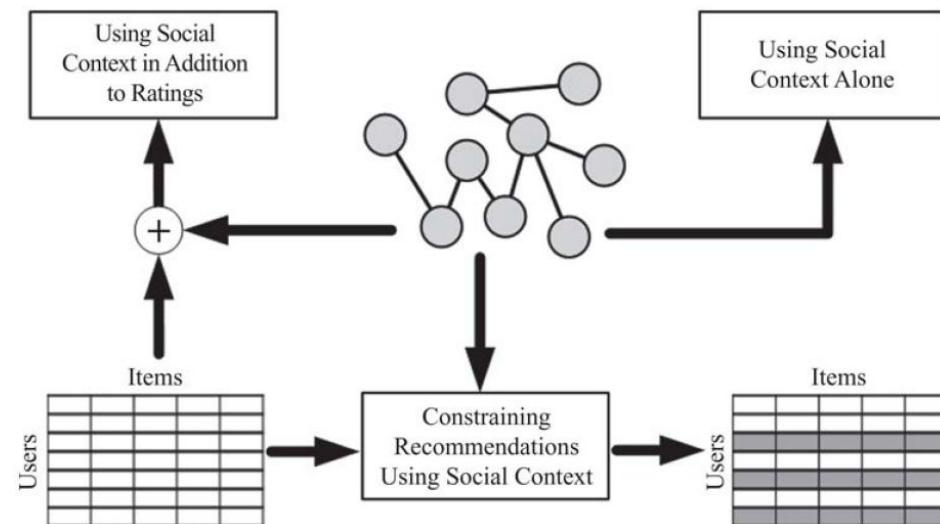 Using Social
Context in Addition
to Ratings
Using Social
Context Alone
+
Items
Users
Constraining
Recommendations
Using Social Context
Items
Users